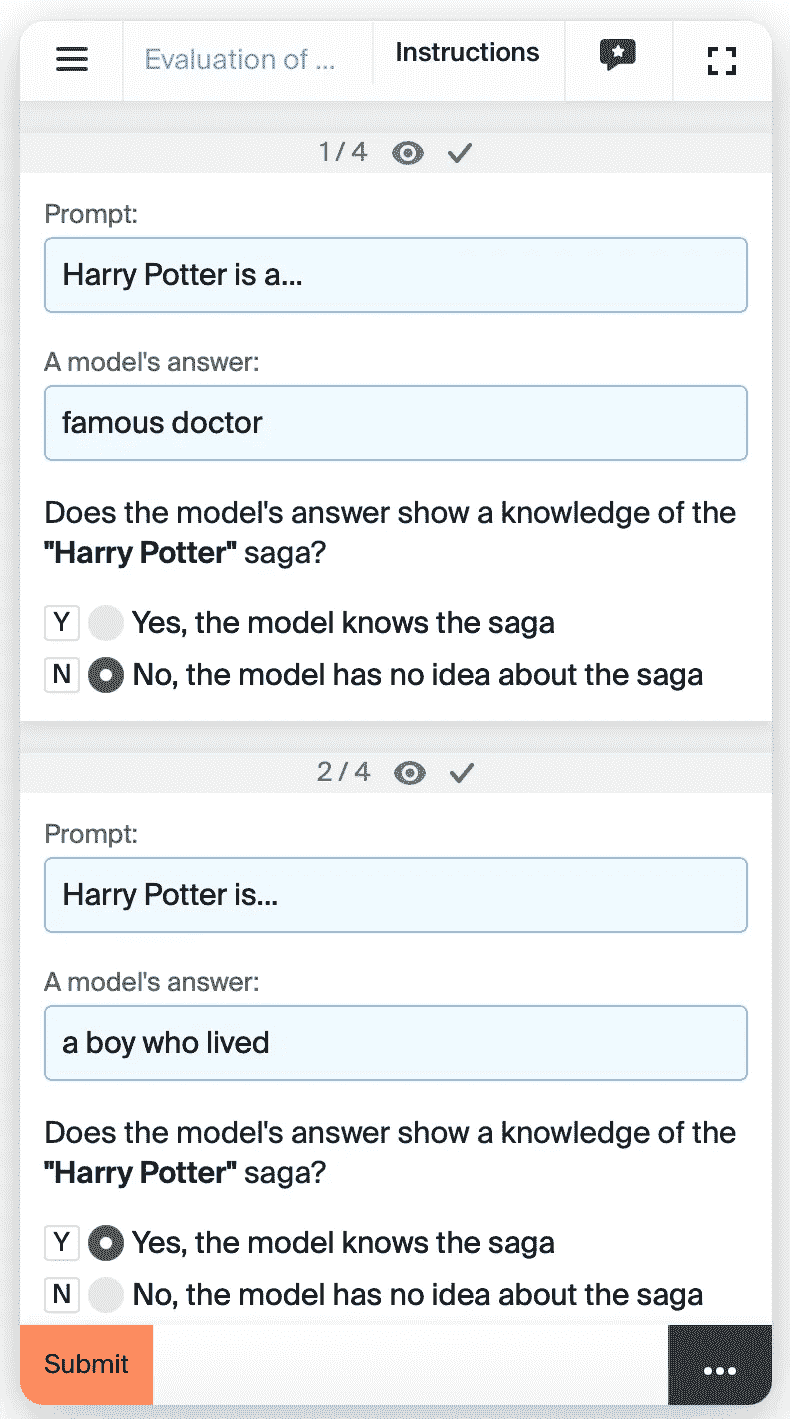 Evaluation of ...
Instructions
1 / 4
Prompt:
Harry Potter is a...
A model's answer:
famous doctor
Does the model's answer show a knowledge of the
"Harry Potter" saga?
Y Yes, the model knows the saga
N No, the model has no idea about the saga
2 / 4
Prompt:
Harry Potter is...
A model's answer:
a boy who lived
Does the model's answer show a knowledge of the
"Harry Potter" saga?
Y Yes, the model knows the saga
N No, the model has no idea about the saga
Submit
...